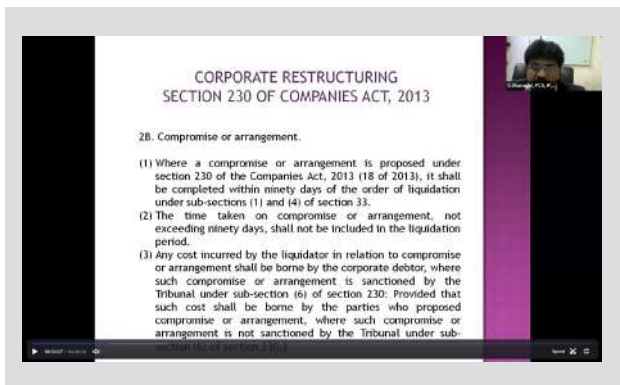 CORPORATE RESTRUCTURING
SECTION 230 OF COMPANIES ACT, 2013
2B. Compromise or arrangement.
(1) Where a compromise or arrangement is proposed under
section 230 of the Companies Act, 2013 (18 of 2013), it shall
be completed within ninety days of the order of liquidation
under sub-sections (1) and (4) of section 33.
(2) The time taken on compromise or arrangement, not
exceeding ninety days, shall not be included in the liquidation
period.
(3) Any cost incurred by the liquidator in relation to compromise
or arrangement shall be borne by the corporate debtor, where
such compromise or arrangement is sanctioned by the
Tribunal under sub-section (6) of section 230: Provided that
such cost shall be borne by the parties who proposed
compromise or arrangement, where such compromise or
arrangement is not sanctioned by the Tribunal under sub-
section (6) of section 230.]
Speed